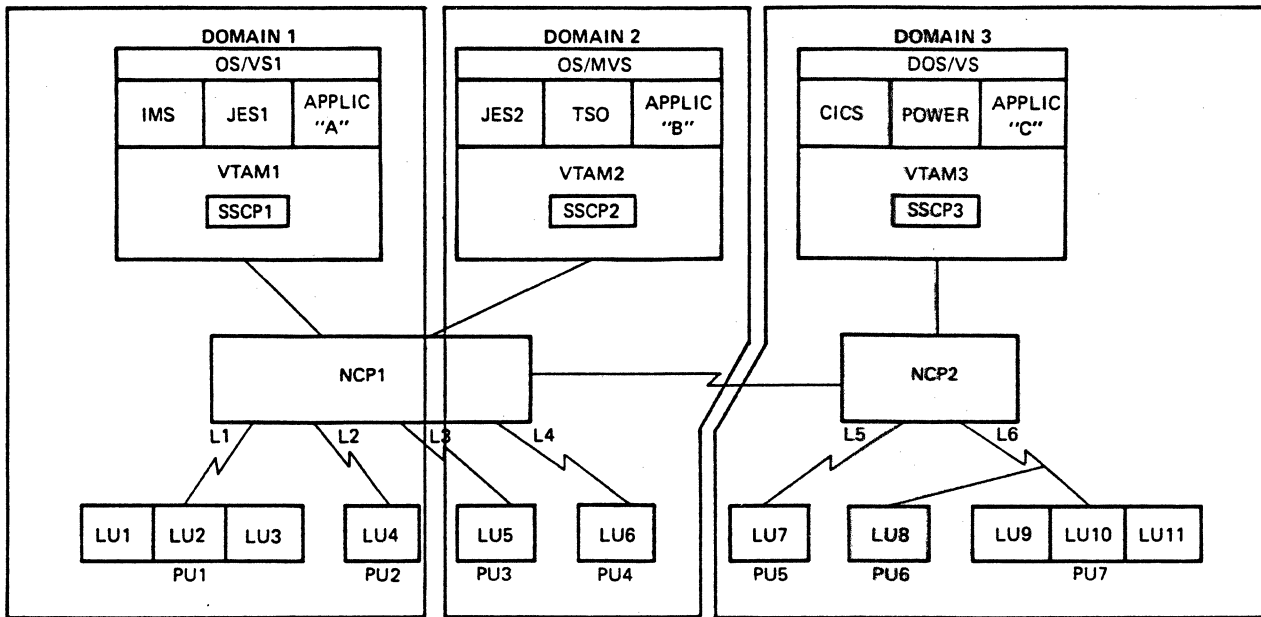 DOMAIN 1
OS/VS1
IMS
JES1
APPLIC
"A"
VTAM1
SSCP1
DOMAIN 2
OS/MVS
JES2
TSO
APPLIC
"B"
VTAM2
SSCP2
DOMAIN 3
DOS/VS
CICS
POWER
APPLIC
"C"
VTAM3
SSCP3
NCP1
NCP2
L1
L2
L3
L4
L5
L6
LU1
LU2
LU3
PU1
LU4
PU2
LU5
PU3
LU6
PU4
LU7
PU5
LU8
PU6
LU9
LU10
LU11
PU7